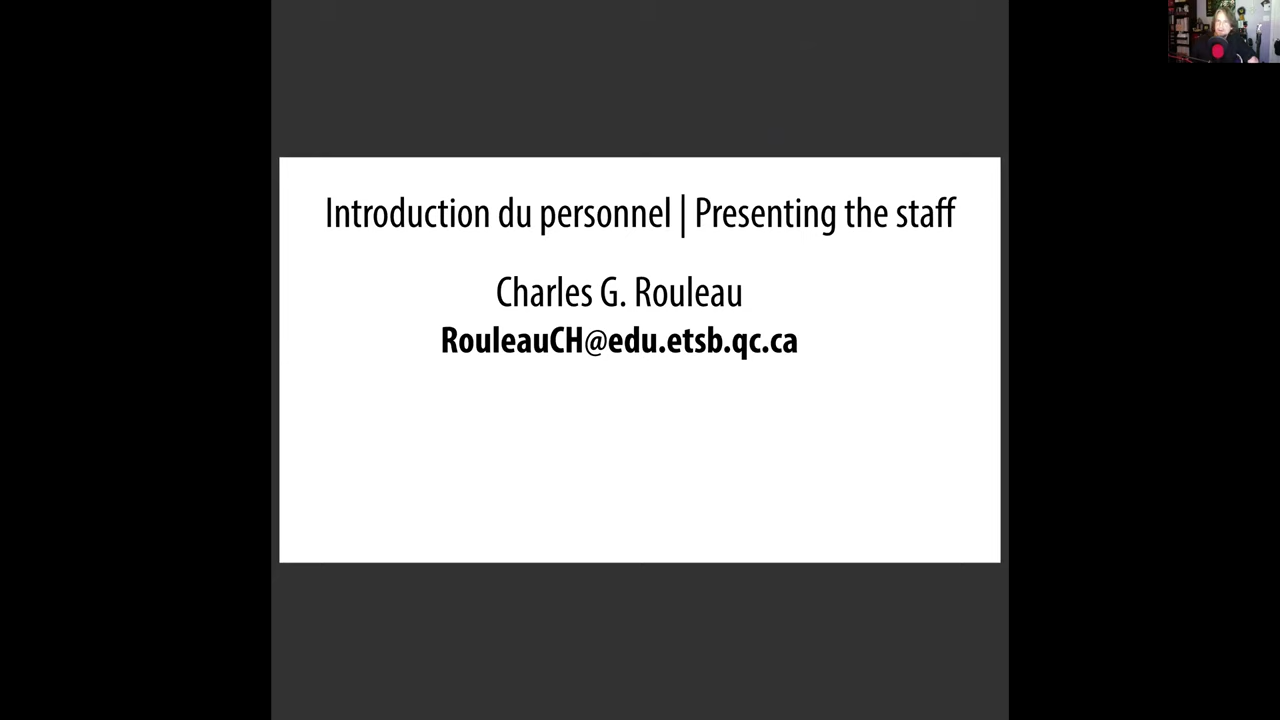 Introduction du personnel | Presenting the staff
Charles G. Rouleau
RouleauCH@edu.etsb.qc.ca